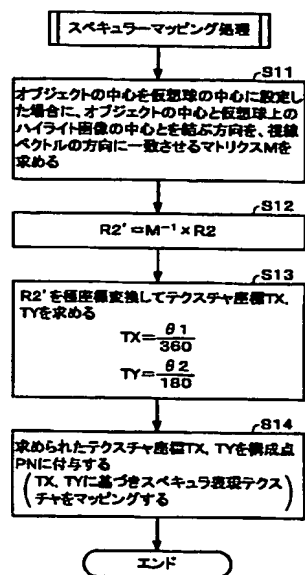 スペキュラーマッピング処理
S11
オブジェクトの中心を仮想球の中心に設定し
た場合に、オブジェクトの中心と仮想球上の
ハイライト画像の中心とを結ぶ方向を、視線
ベクトルの方向に一致させるマトリクスMを
求める
S12
R2'=M⁻¹×R2
S13
R2'を極座標変換してテクスチャ座標TX、
TYを求める
TX=θ1/360
TY=θ2/180
S14
求められたテクスチャ座標TX、TYを構成点
PNに付与する
(TX、TYに基づきスペキュラ表現テクス
チャをマッピングする)
エンド